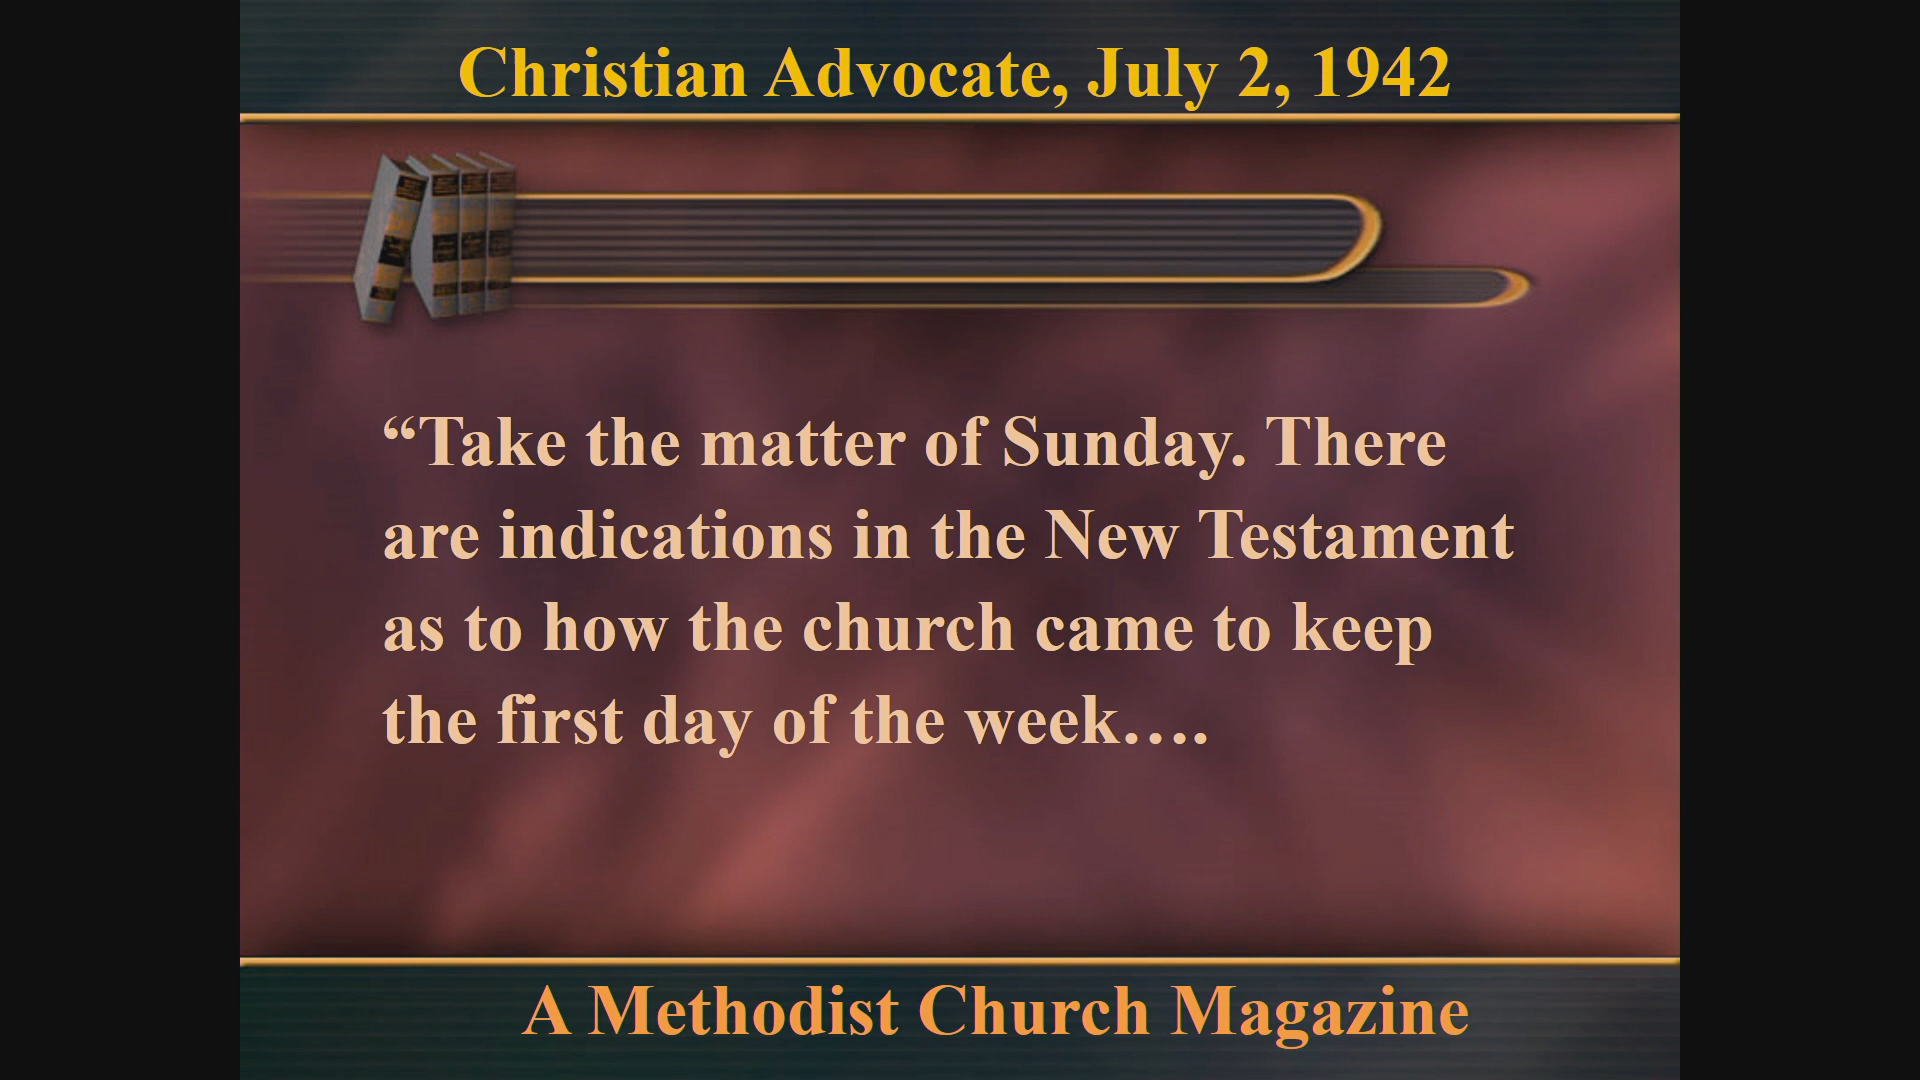 Christian Advocate, July 2, 1942
“Take the matter of Sunday. There
are indications in the New Testament
as to how the church came to keep
the first day of the week….
A Methodist Church Magazine